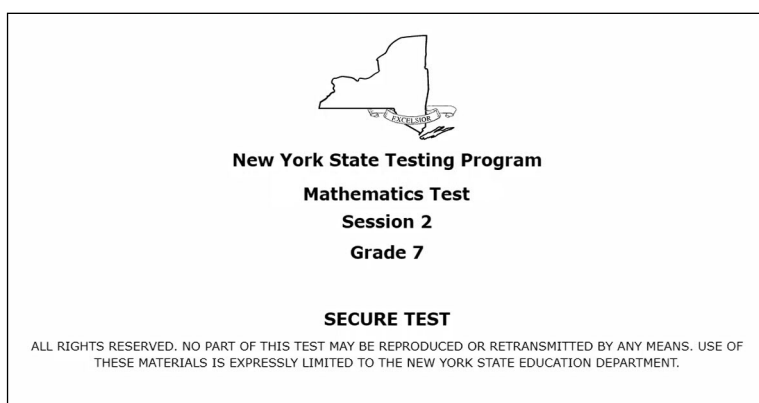 EXCELSIOR
New York State Testing Program
Mathematics Test
Session 2
Grade 7
SECURE TEST
ALL RIGHTS RESERVED. NO PART OF THIS TEST MAY BE REPRODUCED OR RETRANSMITTED BY ANY MEANS. USE OF
THESE MATERIALS IS EXPRESSLY LIMITED TO THE NEW YORK STATE EDUCATION DEPARTMENT.